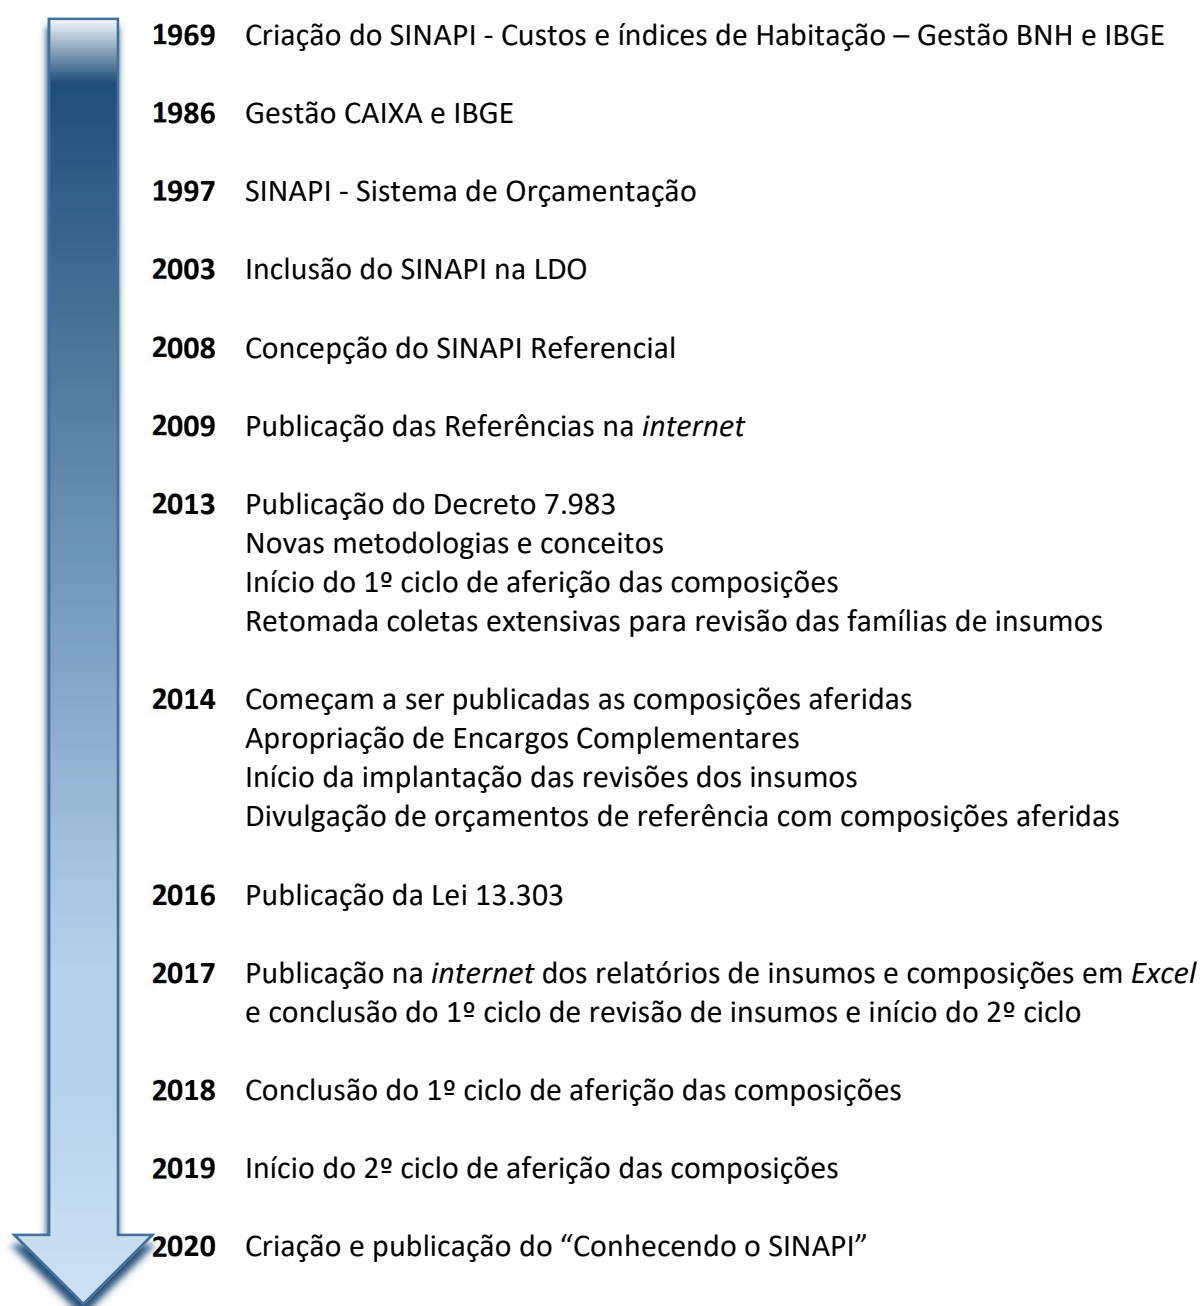 1969 Criação do SINAPI - Custos e índices de Habitação – Gestão BNH e IBGE
1986 Gestão CAIXA e IBGE
1997 SINAPI - Sistema de Orçamentação
2003 Inclusão do SINAPI na LDO
2008 Concepção do SINAPI Referencial
2009 Publicação das Referências na internet
2013 Publicação do Decreto 7.983
Novas metodologias e conceitos
Início do 1º ciclo de aferição das composições
Retomada coletas extensivas para revisão das famílias de insumos
2014 Começam a ser publicadas as composições aferidas
Apropriação de Encargos Complementares
Início da implantação das revisões dos insumos
Divulgação de orçamentos de referência com composições aferidas
2016 Publicação da Lei 13.303
2017 Publicação na internet dos relatórios de insumos e composições em Excel
e conclusão do 1º ciclo de revisão de insumos e início do 2º ciclo
2018 Conclusão do 1º ciclo de aferição das composições
2019 Início do 2º ciclo de aferição das composições
2020 Criação e publicação do “Conhecendo o SINAPI”